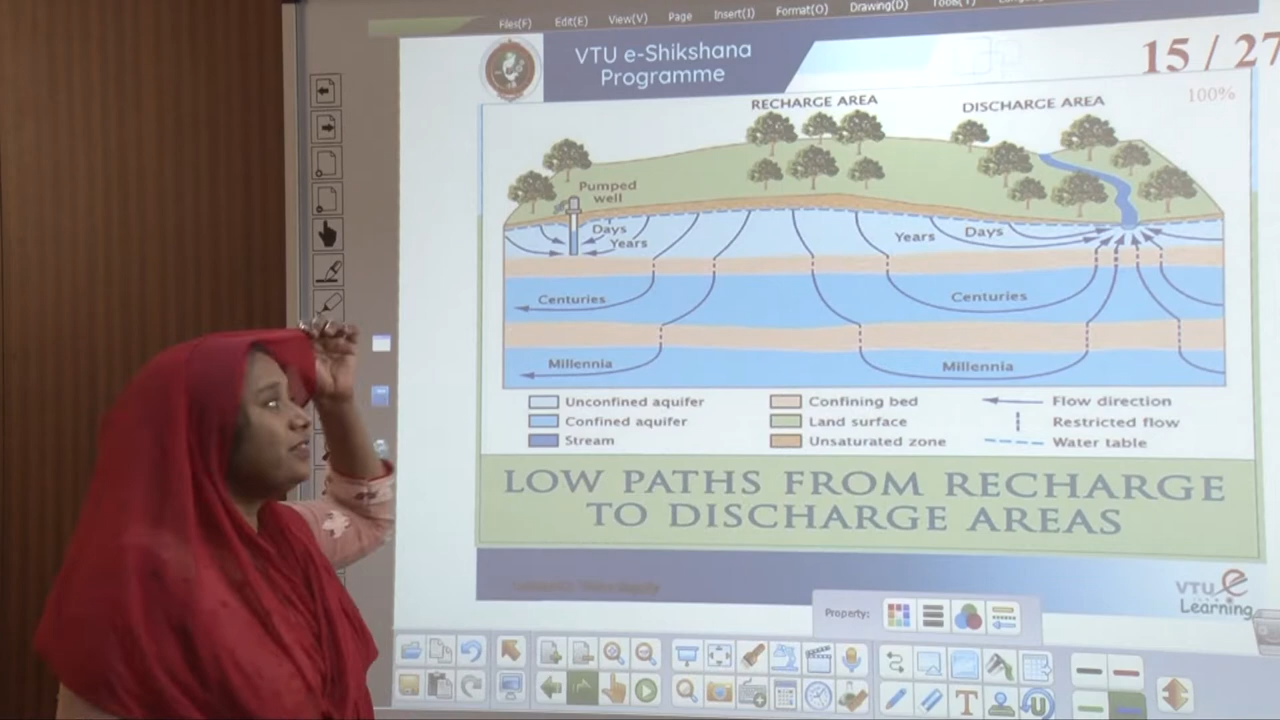 Files(F) Edit(E) View(V) Page Insert(I) Format(O) Drawing(D)
VTU e-Shikshana
Programme
15 / 27
100%
RECHARGE AREA
DISCHARGE AREA
Pumped
well
Days
Years
Years
Days
Centuries
Centuries
Millennia
Millennia
Unconfined aquifer
Confined aquifer
Stream
Confining bed
Land surface
Unsaturated zone
Flow direction
Restricted flow
Water table
LOW PATHS FROM RECHARGE
TO DISCHARGE AREAS
VTU e
Learning
Property: